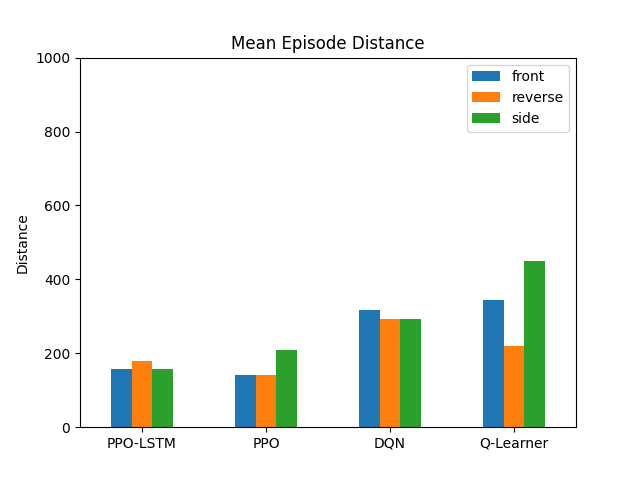 Mean Episode Distance
1000
800
600
400
200
0
Distance
front
reverse
side
PPO-LSTM
PPO
DQN
Q-Learner